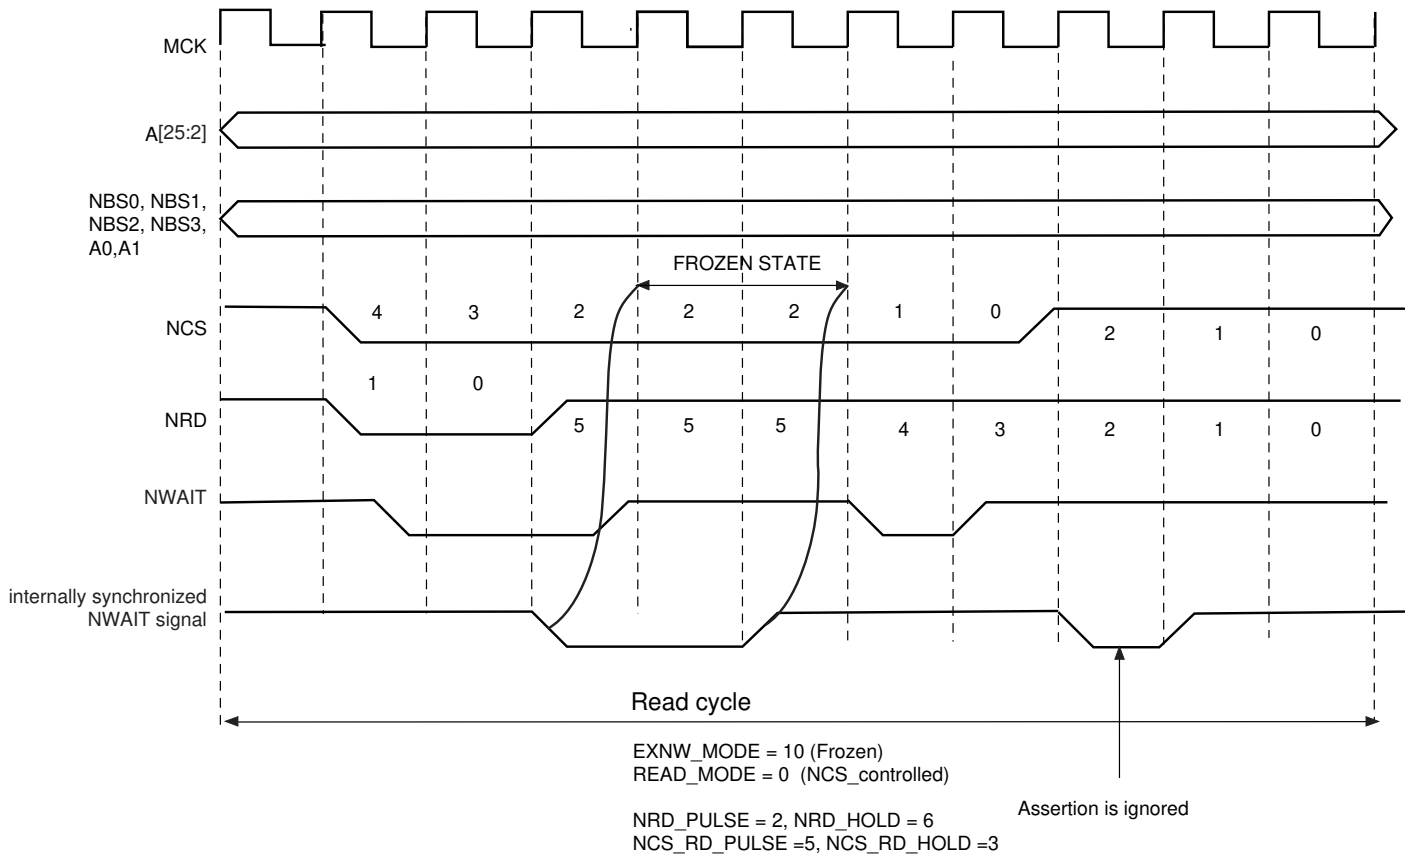 MCK
A[25:2]
NBS0, NBS1,
NBS2, NBS3,
A0,A1
FROZEN STATE
NCS
4 3 2 2 2 1 0
2 1 0
1 0
NRD
5 5 5 4 3 2 1 0
NWAIT
internally synchronized
NWAIT signal
Read cycle
EXNW_MODE = 10 (Frozen)
READ_MODE = 0 (NCS_controlled)
Assertion is ignored
NRD_PULSE = 2, NRD_HOLD = 6
NCS_RD_PULSE =5, NCS_RD_HOLD =3